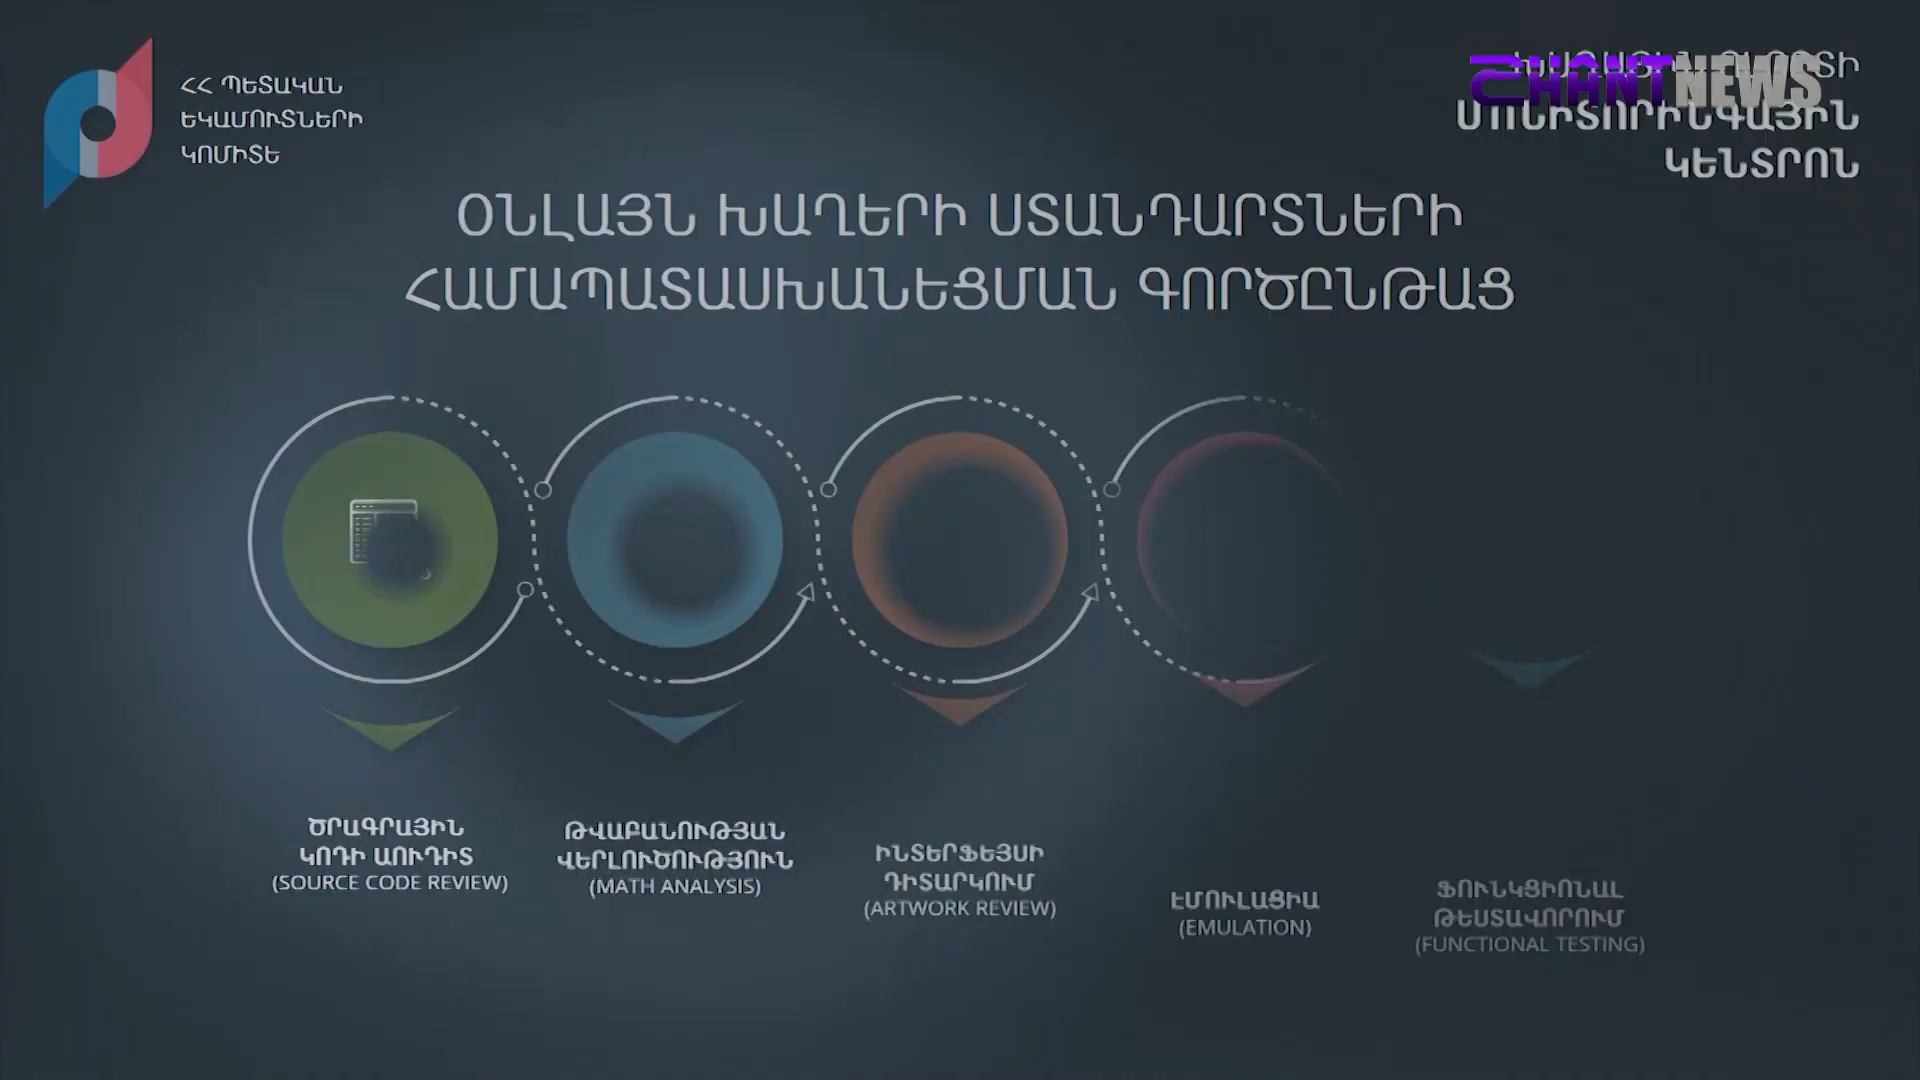 ՀՀ ՊԵՏԱԿԱՆ
ԵԿԱՄՈՒՏՆԵՐԻ
ԿՈՄԻՏԵ
SHANTNEWS
ՄՈՆԻՏՈՐԻՆԳԱՅԻՆ
ԿԵՆՏՐՈՆ
ՕՆԼԱՅՆ ԽԱՂԵՐԻ ՍՏԱՆԴԱՐՏՆԵՐԻ
ՀԱՄԱՊԱՏԱՍԽԱՆԵՑՄԱՆ ԳՈՐԾԸՆԹԱՑ
ԾՐԱԳՐԱՅԻՆ
ԿՈԴԻ ԱՈՒԴԻՏ
(SOURCE CODE REVIEW)
ԹՎԱԲԱՆՈՒԹՅԱՆ
ՎԵՐԼՈՒԾՈՒԹՅՈՒՆ
(MATH ANALYSIS)
ԻՆՏԵՐՖԵՅՍԻ
ԴԻՏԱՐԿՈՒՄ
(ARTWORK REVIEW)
ԷՄՈՒԼԱՑԻԱ
(EMULATION)
ՖՈՒՆԿՑԻՈՆԱԼ
ԹԵՍՏԱՎՈՐՈՒՄ
(FUNCTIONAL TESTING)